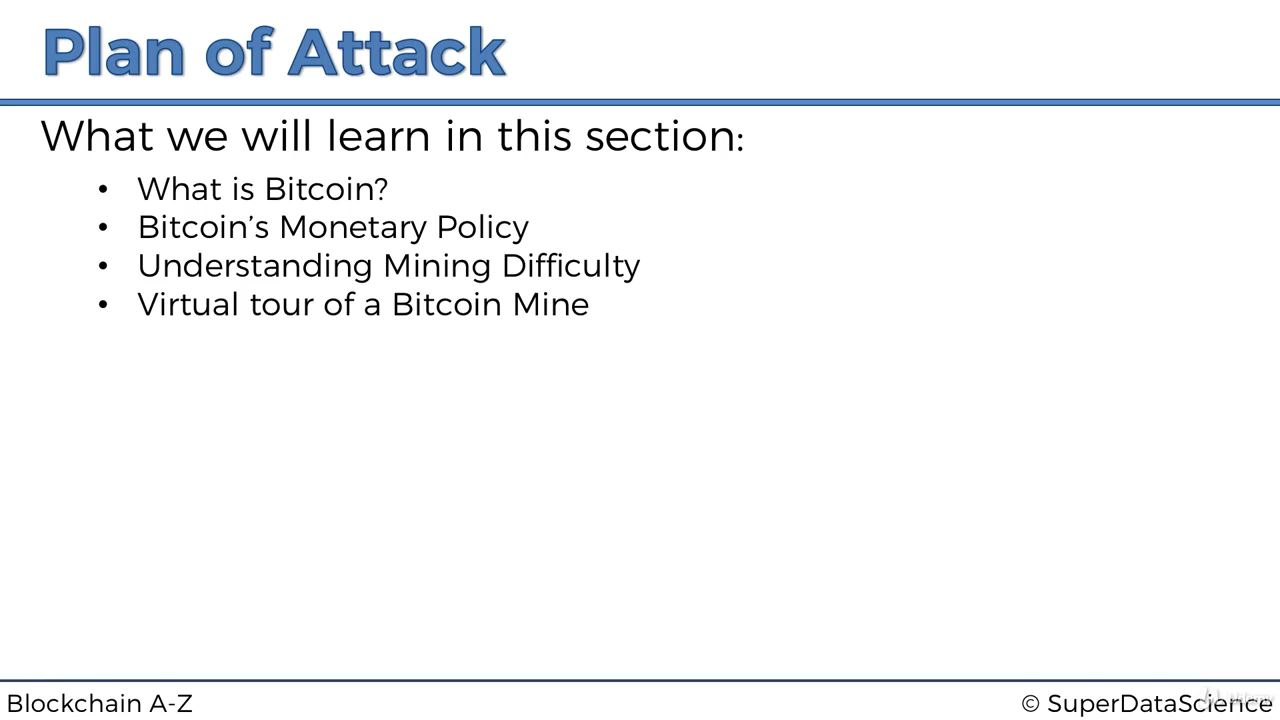 Plan of Attack
What we will learn in this section:
• What is Bitcoin?
• Bitcoin’s Monetary Policy
• Understanding Mining Difficulty
• Virtual tour of a Bitcoin Mine
Blockchain A-Z
© SuperDataScience